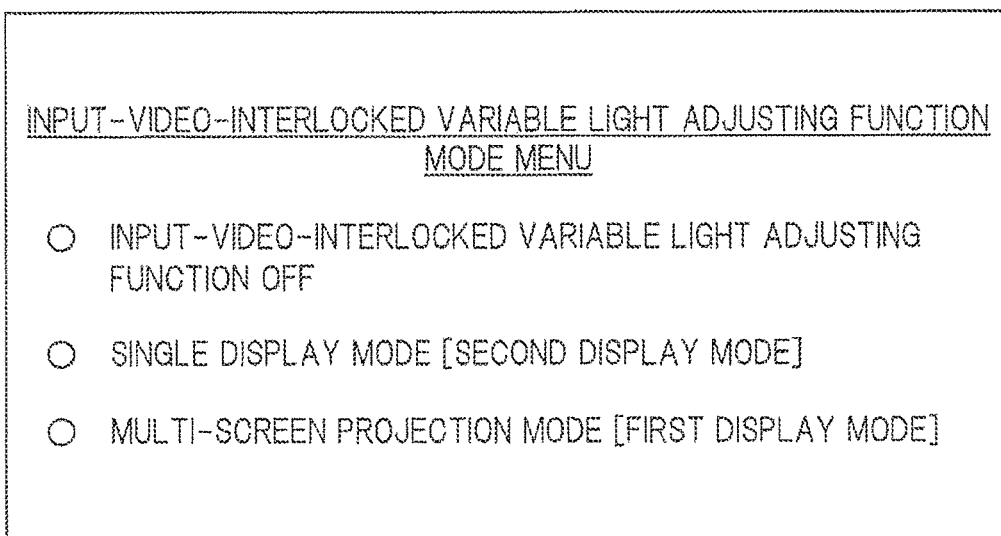 INPUT-VIDEO-INTERLOCKED VARIABLE LIGHT ADJUSTING FUNCTION
MODE MENU
INPUT-VIDEO-INTERLOCKED VARIABLE LIGHT ADJUSTING
FUNCTION OFF
SINGLE DISPLAY MODE [SECOND DISPLAY MODE]
MULTI-SCREEN PROJECTION MODE [FIRST DISPLAY MODE]